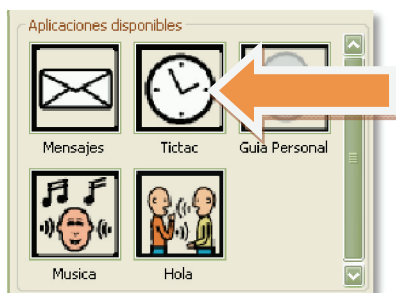 Aplicaciones disponibles
Mensajes Tictac Guia Personal
Musica Hola